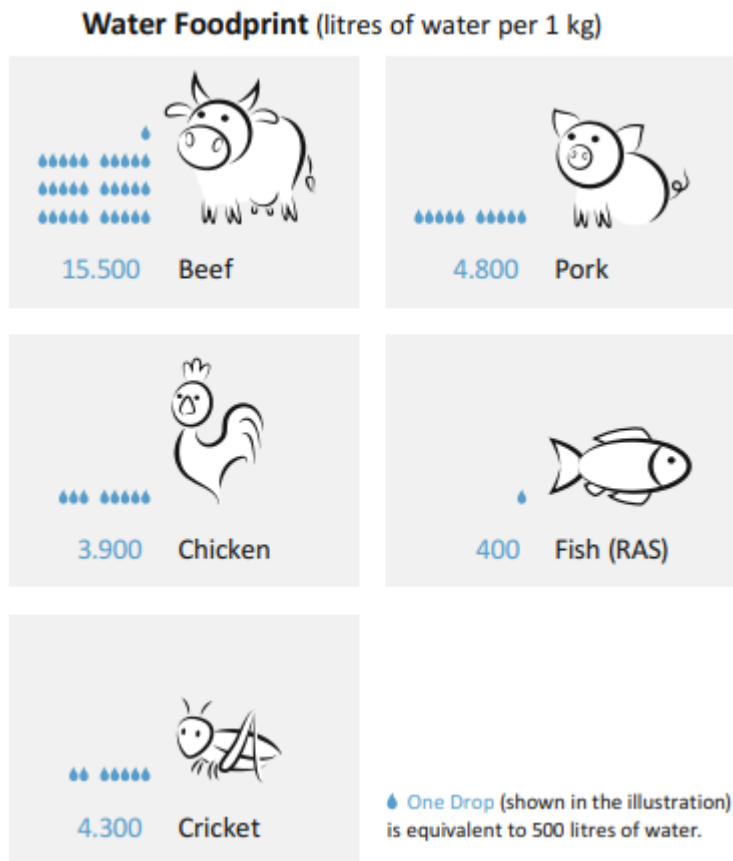 Water Foodprint (litres of water per 1 kg)
15.500 Beef
4.800 Pork
3.900 Chicken
400 Fish (RAS)
4.300 Cricket
One Drop (shown in the illustration)
is equivalent to 500 litres of water.